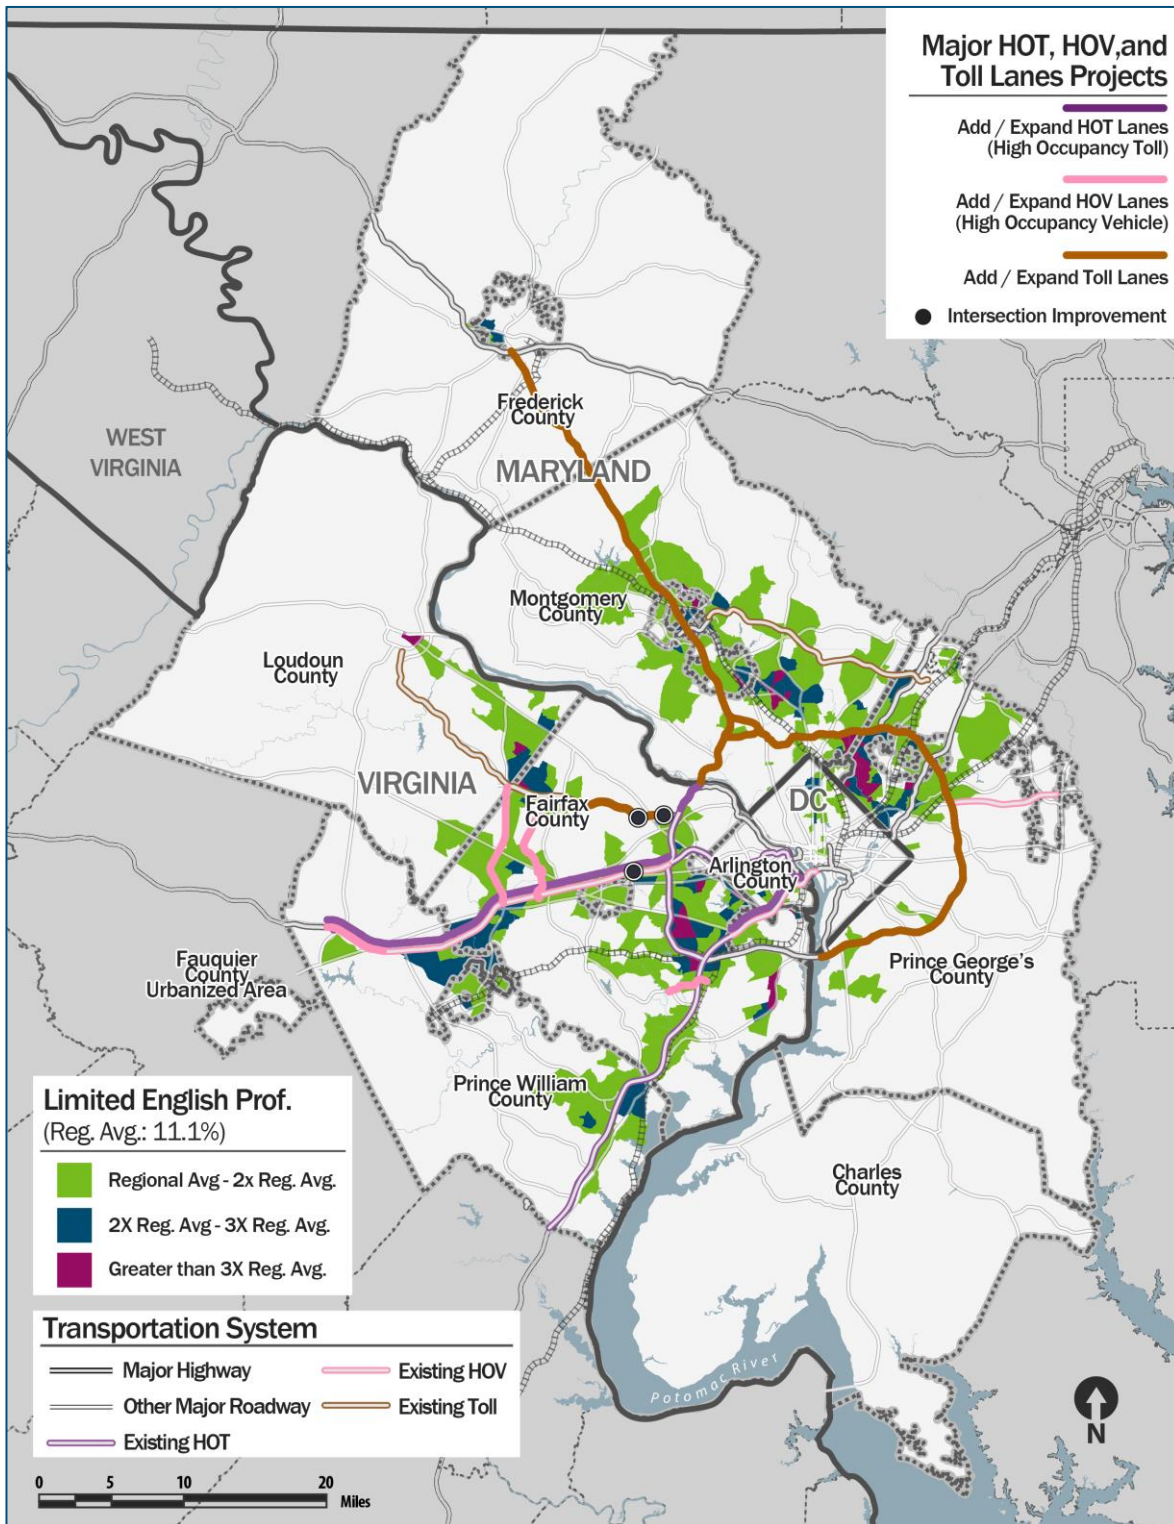 Major HOT, HOV,and
Toll Lanes Projects
Add / Expand HOT Lanes
(High Occupancy Toll)
Add / Expand HOV Lanes
(High Occupancy Vehicle)
Add / Expand Toll Lanes
Intersection Improvement
WEST
VIRGINIA
Frederick
County
MARYLAND
Montgomery
County
Loudoun
County
VIRGINIA
Fairfax
County
DC
Arlington
County
Fauquier
County
Urbanized Area
Prince George's
County
Prince William
County
Charles
County
Potomac River
Limited English Prof.
(Reg. Avg.: 11.1%)
Regional Avg - 2x Reg. Avg.
2X Reg. Avg - 3X Reg. Avg.
Greater than 3X Reg. Avg.
Transportation System
Major Highway
Existing HOV
Other Major Roadway
Existing Toll
Existing HOT
0 5 10 20
Miles
N